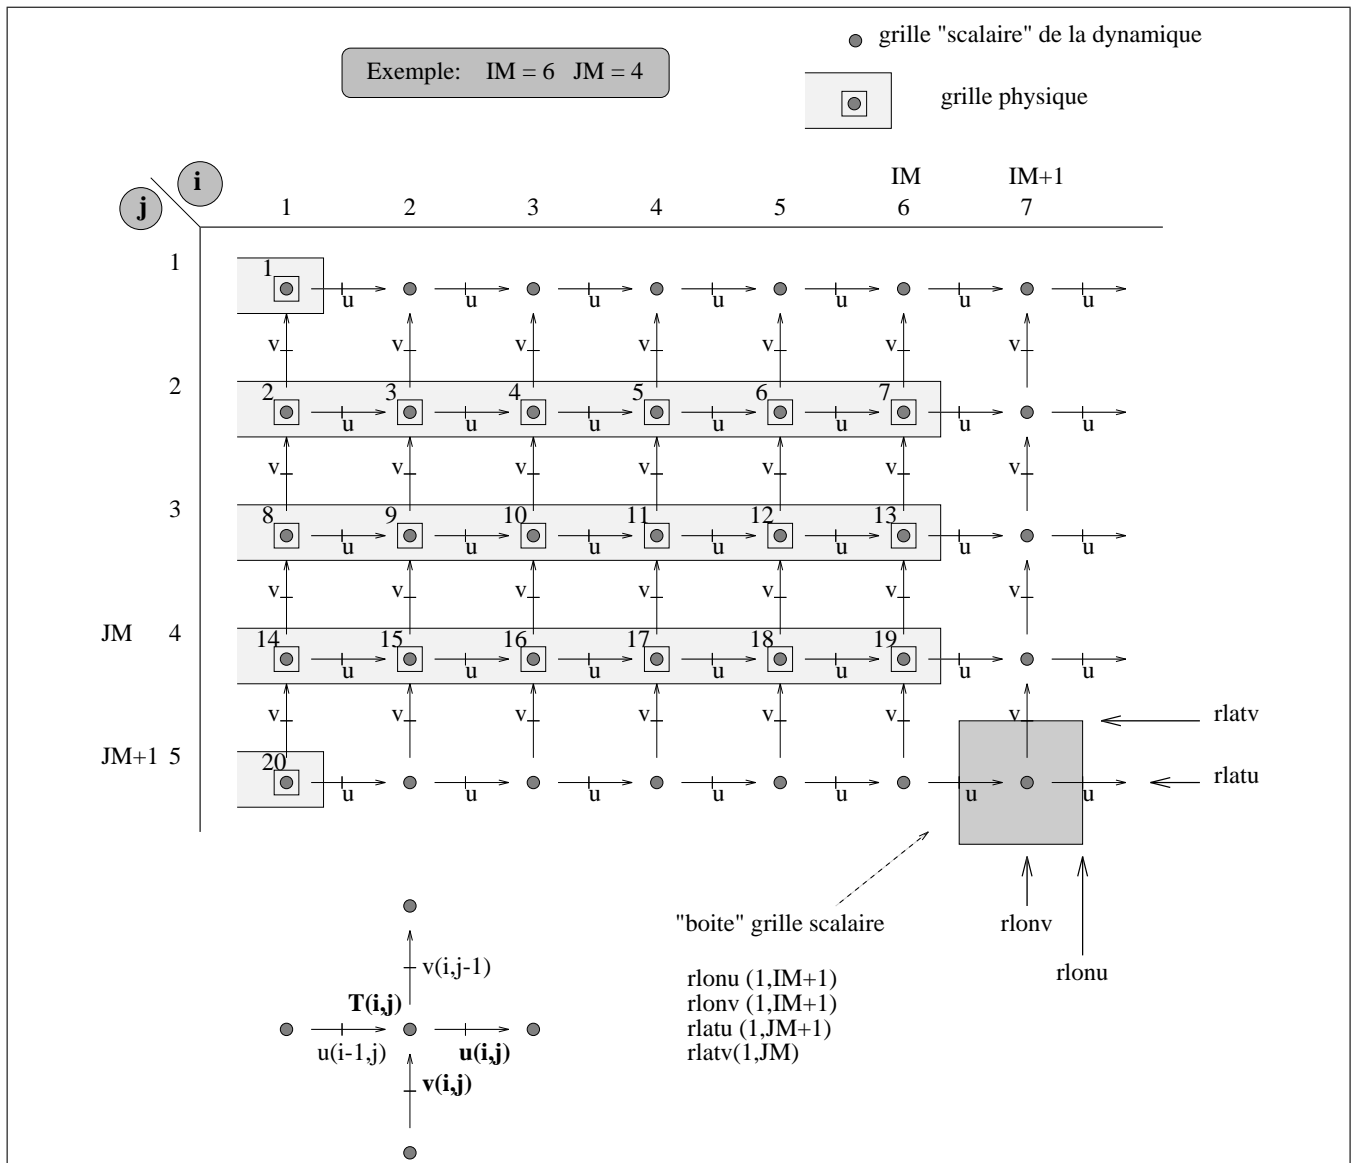 grille "scalaire" de la dynamique
Exemple: IM = 6 JM = 4
grille physique
i
j
IM IM+1
1 2 3 4 5 6 7
1
1
u u u u u u u
v v v v v v v
2
2 3 4 5 6 7
u u u u u u u
v v v v v v v
3
8 9 10 11 12 13
u u u u u u u
v v v v v v v
JM 4
14 15 16 17 18 19
u u u u u u u
v v v v v v v
rlatv
JM+1 5
20
rlatu
u u u u u u u
"boite" grille scalaire
rlonv
rlonu
v(i,j-1)
T(i,j)
u(i-1,j) u(i,j)
v(i,j)
rlonu (1,IM+1)
rlonv (1,IM+1)
rlatu (1,JM+1)
rlatv(1,JM)